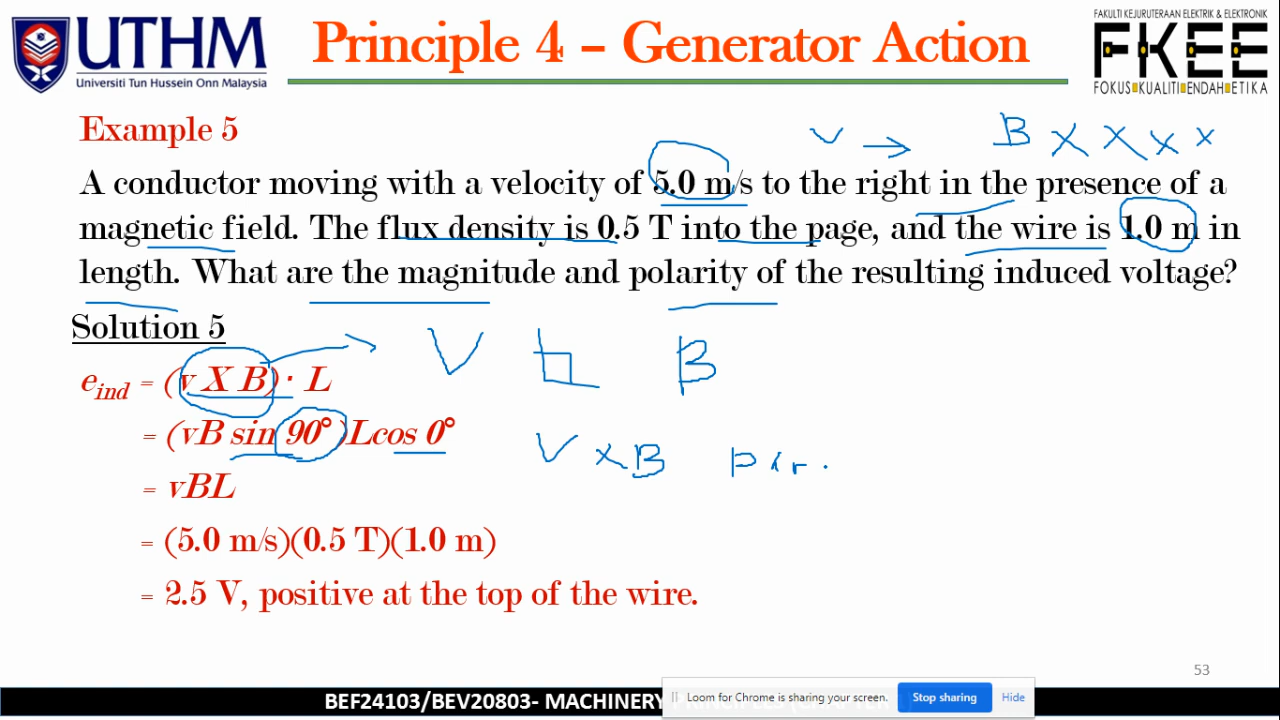 UTHM
Universiti Tun Hussein Onn Malaysia
Principle 4 – Generator Action
FAKULTI KEJURUTERAAN ELEKTRIK & ELEKTRONIK
FKEE
FOKUS KUALITI ENDAH ETIKA
Example 5
V → B X X X X
A conductor moving with a velocity of 5.0 m/s to the right in the presence of a
magnetic field. The flux density is 0.5 T into the page, and the wire is 1.0 m in
length. What are the magnitude and polarity of the resulting induced voltage?
Solution 5
V B
e_ind = (v X B) · L
= (vB sin 90° )Lcos 0°
V x B
= vBL
= (5.0 m/s)(0.5 T)(1.0 m)
= 2.5 V, positive at the top of the wire.
53
BEF24103/BEV20803- MACHINERY
Loom for Chrome is sharing your screen. Stop sharing Hide